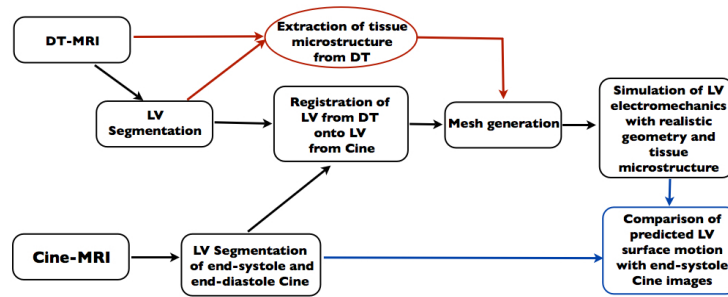 DT-MRI
Extraction of tissue
microstructure
from DT
LV
Segmentation
Registration of
LV from DT
onto LV
from Cine
Mesh generation
Simulation of LV
electromechanics
with realistic
geometry and
tissue
microstructure
Cine-MRI
LV Segmentation
of end-systole and
end-diastole Cine
Comparison of
predicted LV
surface motion
with end-systole
Cine images